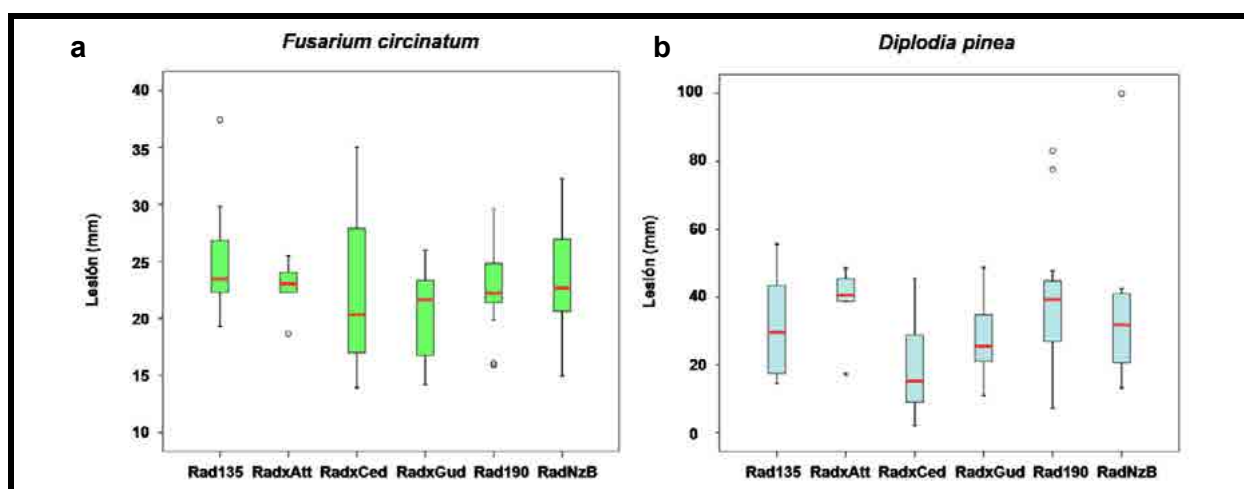 a
Fusarium circinatum
40
35
30
25
20
15
10
Lesión (mm)
Rad135 RadxAtt RadxCed RadxGud Rad190 RadNzB
b
Diplodia pinea
100
80
60
40
20
0
Lesión (mm)
Rad135 RadxAtt RadxCed RadxGud Rad190 RadNzB